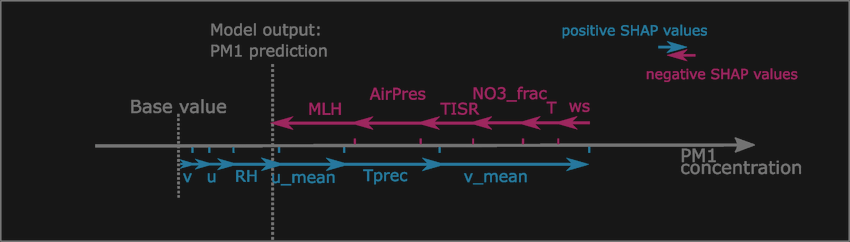 Model output:
PM1 prediction
positive SHAP values
negative SHAP values
Base value
MLH
AirPres
TISR
NO3_frac
T
ws
PM1
concentration
v
u
RH
u_mean
Tprec
v_mean